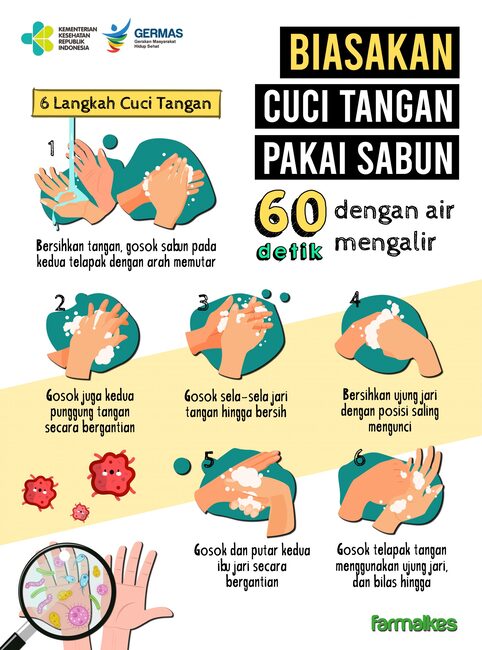 KEMENTERIAN
KESEHATAN
REPUBLIK
INDONESIA
GERMAS
Gerakan Masyarakat
Hidup Sehat
BIASAKAN
CUCI TANGAN
PAKAI SABUN
60 detik
dengan air
mengalir
6 Langkah Cuci Tangan
1
Bersihkan tangan, gosok sabun pada
kedua telapak dengan arah memutar
2
Gosok juga kedua
punggung tangan
secara bergantian
3
Gosok sela-sela jari
tangan hingga bersih
4
Bersihkan ujung jari
dengan posisi saling
mengunci
5
Gosok dan putar kedua
ibu jari secara
bergantian
6
Gosok telapak tangan
menggunakan ujung jari,
dan bilas hingga
farmalkes